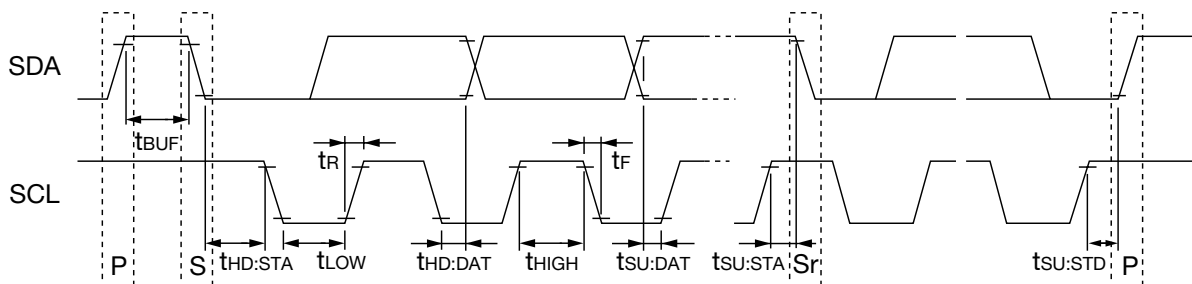 SDA
tBUF
tR
tF
SCL
P
S
tHD:STA
tLOW
tHD:DAT
tHIGH
tSU:DAT
tSU:STA
Sr
tSU:STD
P